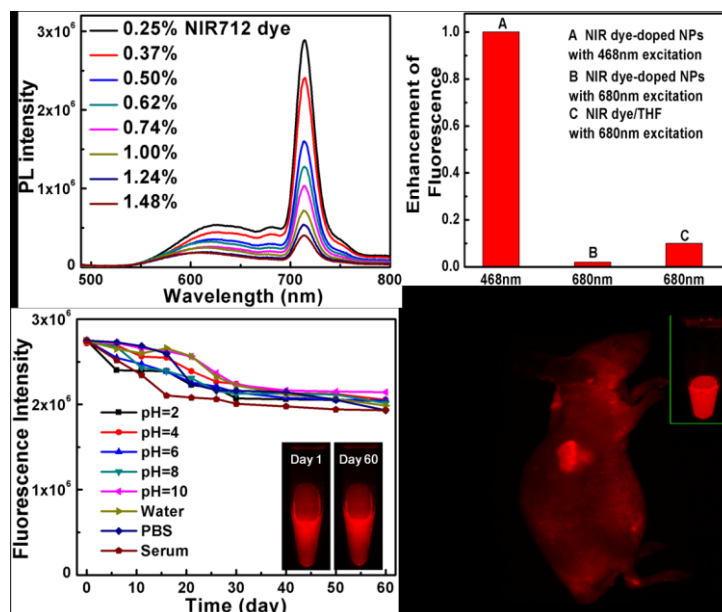 3x10⁶
2x10⁶
1x10⁶
0
PL intensity
0.25% NIR712 dye
0.37%
0.50%
0.62%
0.74%
1.00%
1.24%
1.48%
500
600
700
800
Wavelength (nm)
Enhancement of
Fluorescence
1.0
0.8
0.6
0.4
0.2
0.0
A
B
C
A NIR dye-doped NPs
with 468nm excitation
B NIR dye-doped NPs
with 680nm excitation
C NIR dye/THF
with 680nm excitation
468nm
680nm
680nm
3x10⁶
2x10⁶
1x10⁶
0
Fluorescence Intensity
pH=2
pH=4
pH=6
pH=8
pH=10
Water
PBS
Serum
Day 1
Day 60
0
10
20
30
40
50
60
Time (day)